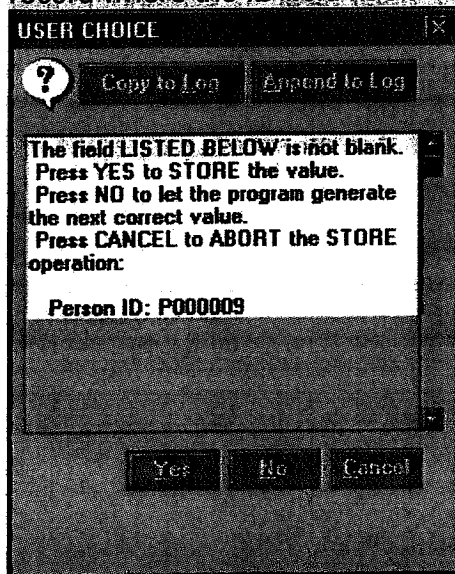 USER CHOICE
Copy to Log
Append to Log
The field LISTED BELOW is not blank.
Press YES to STORE the value.
Press NO to let the program generate
the next correct value.
Press CANCEL to ABORT the STORE
operation:
Person ID: P000009
Yes
No
Cancel